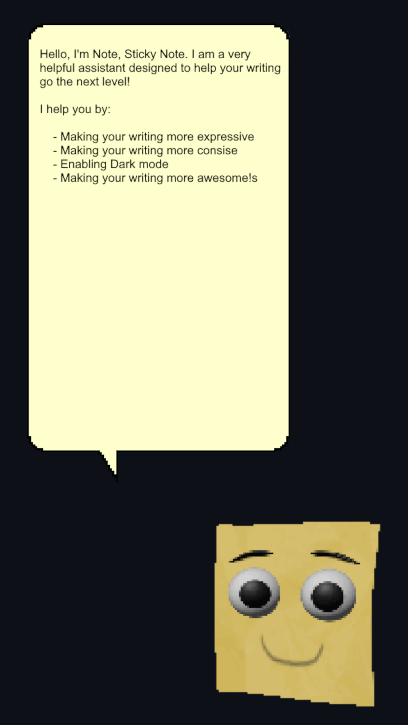 Hello, I'm Note, Sticky Note. I am a very
helpful assistant designed to help your writing
go the next level!
I help you by:
- Making your writing more expressive
- Making your writing more consise
- Enabling Dark mode
- Making your writing more awesome!s